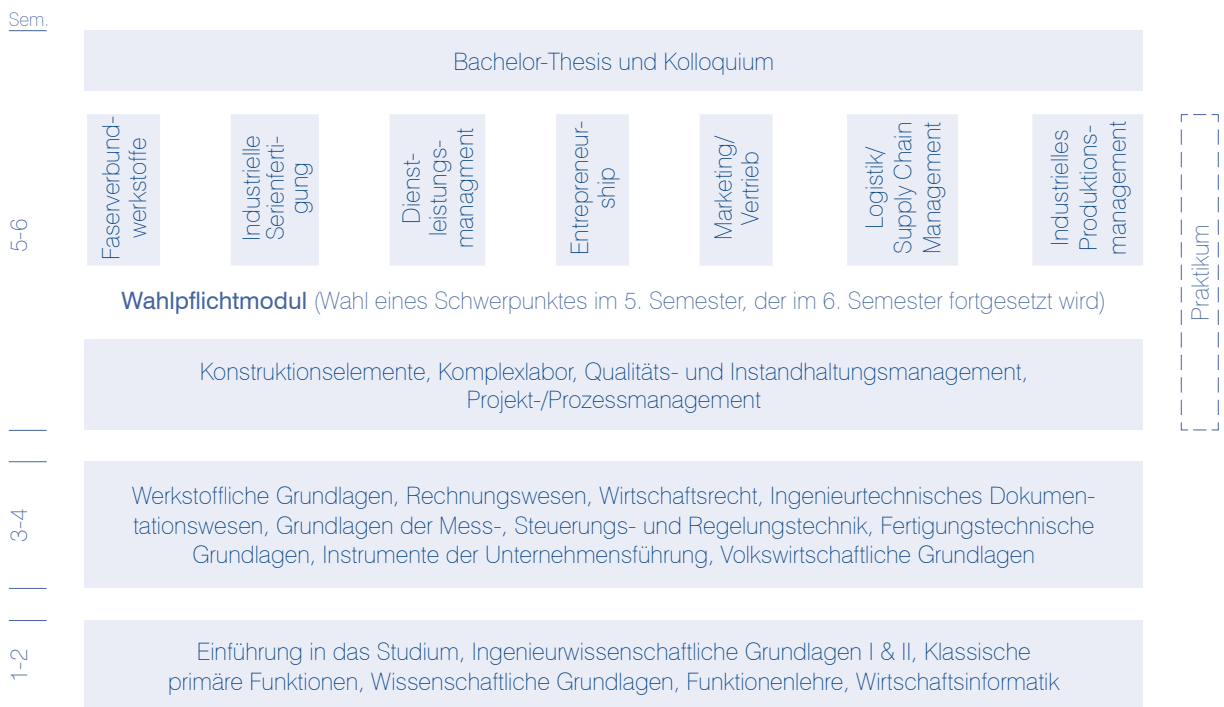 Sem.
Bachelor-Thesis und Kolloquium
5-6
Faserverbund-
werkstoffe
Industrielle
Serienferti-
gung
Dienst-
leistungs-
managment
Entrepreneur-
ship
Marketing/
Vertrieb
Logistik/
Supply Chain
Management
Industrielles
Produktions-
management
Praktikum
Wahlpflichtmodul (Wahl eines Schwerpunktes im 5. Semester, der im 6. Semester fortgesetzt wird)
Konstruktionselemente, Komplexlabor, Qualitäts- und Instandhaltungsmanagement,
Projekt-/Prozessmanagement
3-4
Werkstoffliche Grundlagen, Rechnungswesen, Wirtschaftsrecht, Ingenieurtechnisches Dokumen-
tationswesen, Grundlagen der Mess-, Steuerungs- und Regelungstechnik, Fertigungstechnische
Grundlagen, Instrumente der Unternehmensführung, Volkswirtschaftliche Grundlagen
1-2
Einführung in das Studium, Ingenieurwissenschaftliche Grundlagen I & II, Klassische
primäre Funktionen, Wissenschaftliche Grundlagen, Funktionenlehre, Wirtschaftsinformatik